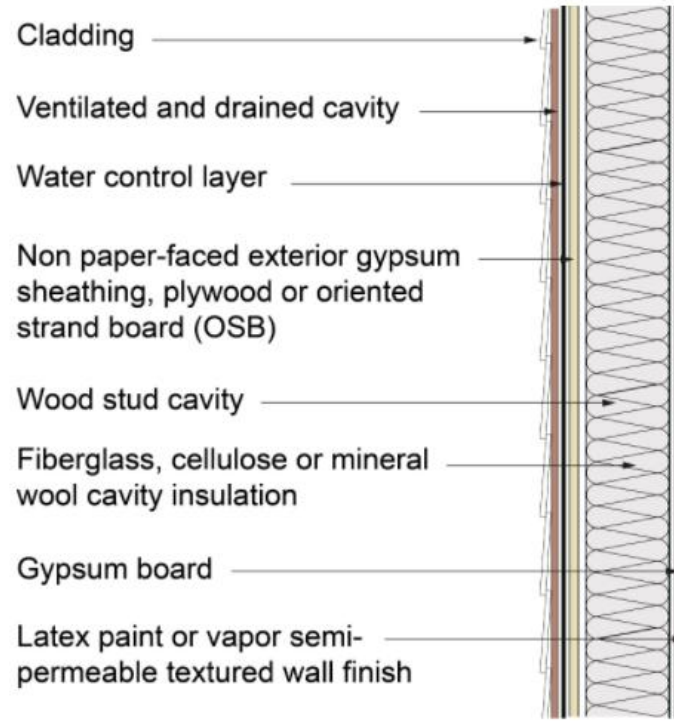 Cladding
Ventilated and drained cavity
Water control layer
Non paper-faced exterior gypsum
sheathing, plywood or oriented
strand board (OSB)
Wood stud cavity
Fiberglass, cellulose or mineral
wool cavity insulation
Gypsum board
Latex paint or vapor semi-
permeable textured wall finish